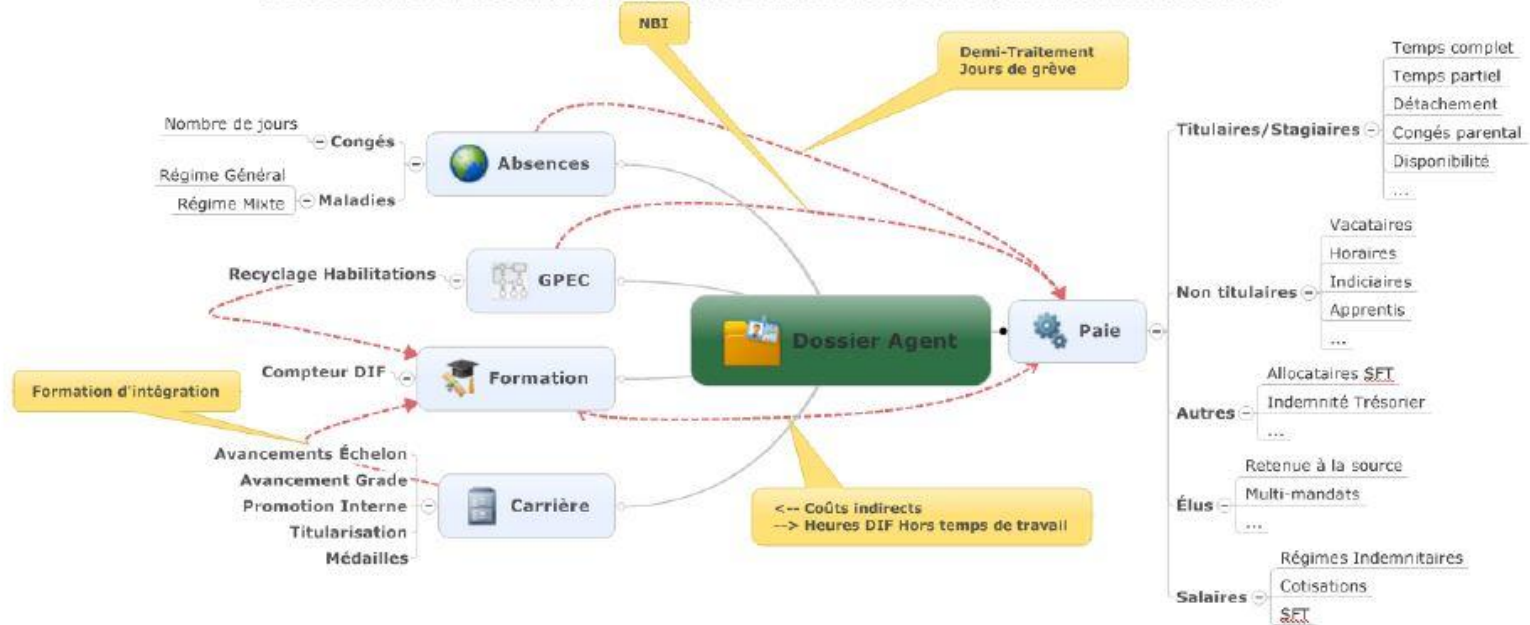 NBI
Demi-Traitement
Jours de grève
Nombre de jours
Congés
Régime Général
Régime Mixte
Maladies
Absences
Recyclage Habilitations
GPEC
Compteur DIF
Formation
Formation d'intégration
Avancements Échelon
Avancement Grade
Promotion Interne
Titularisation
Médailles
Carrière
Dossier Agent
<-- Coûts indirects
--> Heures DIF Hors temps de travail
Paie
Titulaires/Stagiaires
Temps complet
Temps partiel
Détachement
Congés parental
Disponibilité
...
Non titulaires
Vacataires
Horaires
Indiciaires
Apprentis
...
Autres
Allocataires SFT
Indemnité Trésorier
...
Élus
Retenue à la source
Multi-mandats
...
Salaires
Régimes Indemnitaires
Cotisations
SFT